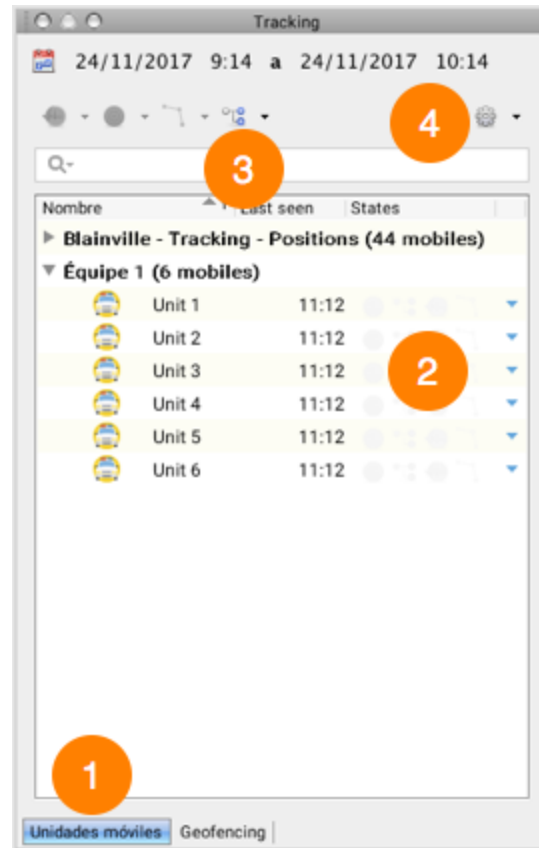 Tracking
24/11/2017 9:14 a 24/11/2017 10:14
4
3
Nombre Last seen States
Blainville - Tracking - Positions (44 mobiles)
Équipe 1 (6 mobiles)
Unit 1 11:12
Unit 2 11:12
Unit 3 11:12
2
Unit 4 11:12
Unit 5 11:12
Unit 6 11:12
1
Unidades móviles Geofencing